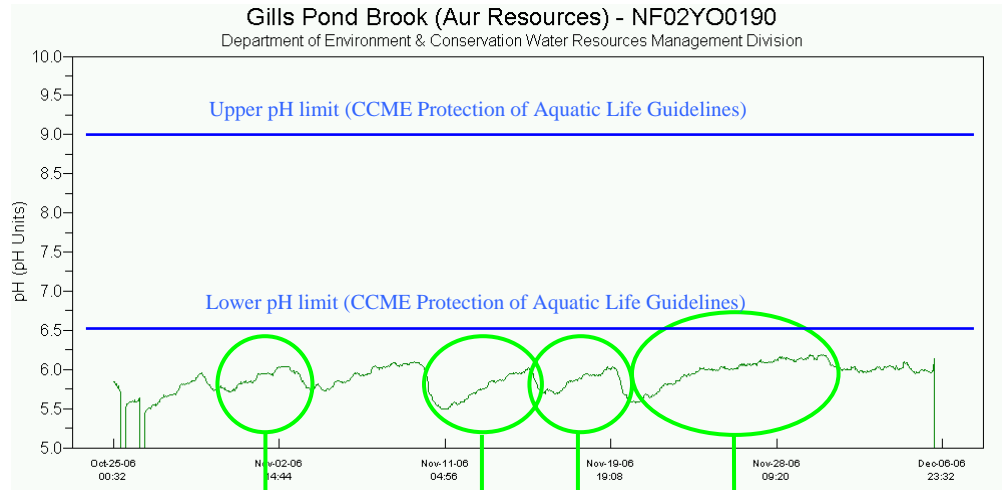 Gills Pond Brook (Aur Resources) - NF02YO0190
Department of Environment & Conservation Water Resources Management Division
10.0
9.5
Upper pH limit (CCME Protection of Aquatic Life Guidelines)
9.0
8.5
8.0
7.5
7.0
Lower pH limit (CCME Protection of Aquatic Life Guidelines)
6.5
6.0
5.5
5.0
pH (pH Units)
Oct-25-06 Nov-02-06 Nov-11-06 Nov-19-06 Nov-28-06 Dec-06-06
00:32 14:44 04:56 19:08 09:20 23:32